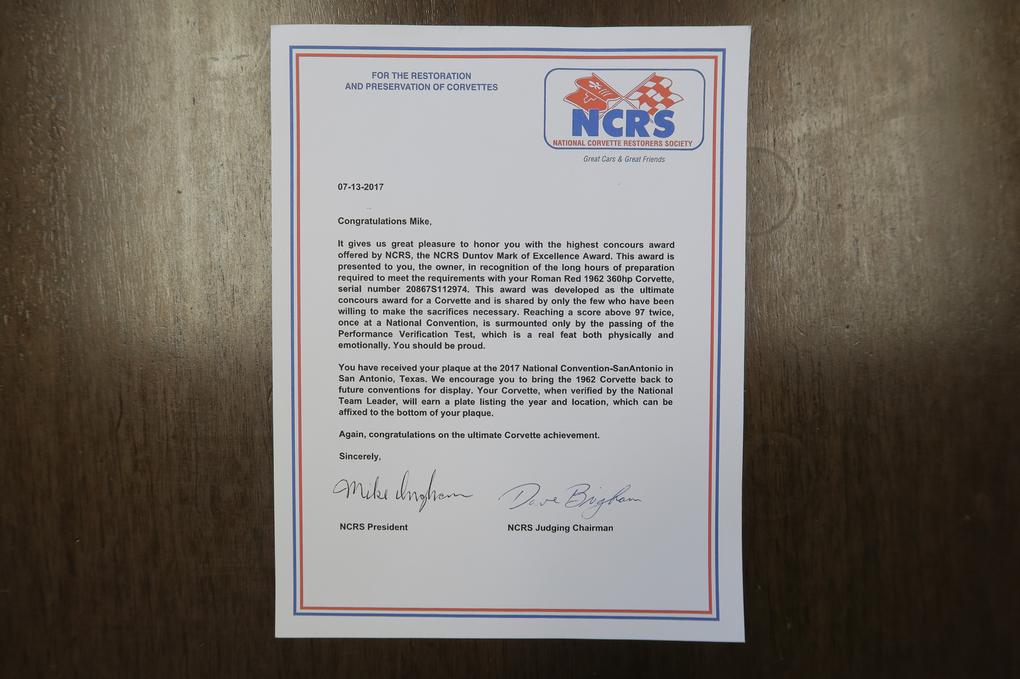 FOR THE RESTORATION
AND PRESERVATION OF CORVETTES
NCRS
NATIONAL CORVETTE RESTORERS SOCIETY
Great Cars & Great Friends
07-13-2017
Congratulations Mike,
It gives us great pleasure to honor you with the highest concours award
offered by NCRS, the NCRS Duntov Mark of Excellence Award. This award is
presented to you, the owner, in recognition of the long hours of preparation
required to meet the requirements with your Roman Red 1962 360hp Corvette,
serial number 20867S112974. This award was developed as the ultimate
concours award for a Corvette and is shared by only the few who have been
willing to make the sacrifices necessary. Reaching a score above 97 twice,
once at a National Convention, is surmounted only by the passing of the
Performance Verification Test, which is a real feat both physically and
emotionally. You should be proud.
You have received your plaque at the 2017 National Convention-SanAntonio in
San Antonio, Texas. We encourage you to bring the 1962 Corvette back to
future conventions for display. Your Corvette, when verified by the National
Team Leader, will earn a plate listing the year and location, which can be
affixed to the bottom of your plaque.
Again, congratulations on the ultimate Corvette achievement.
Sincerely,
Mike Ingham Dave Brigham
NCRS President NCRS Judging Chairman